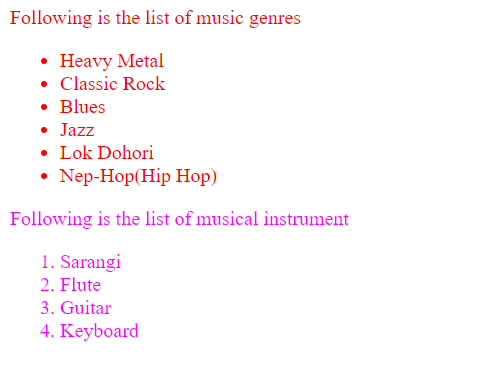 Following is the list of music genres
• Heavy Metal
• Classic Rock
• Blues
• Jazz
• Lok Dohori
• Nep-Hop(Hip Hop)
Following is the list of musical instrument
1. Sarangi
2. Flute
3. Guitar
4. Keyboard